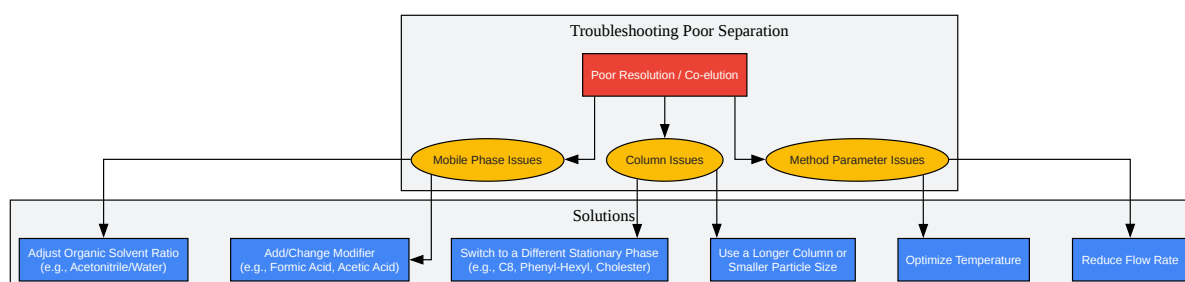 Troubleshooting Poor Separation
Poor Resolution / Co-elution
Mobile Phase Issues
Column Issues
Method Parameter Issues
Solutions
Adjust Organic Solvent Ratio
(e.g., Acetonitrile/Water)
Add/Change Modifier
(e.g., Formic Acid, Acetic Acid)
Switch to a Different Stationary Phase
(e.g., C8, Phenyl-Hexyl, Cholester)
Use a Longer Column or
Smaller Particle Size
Optimize Temperature
Reduce Flow Rate